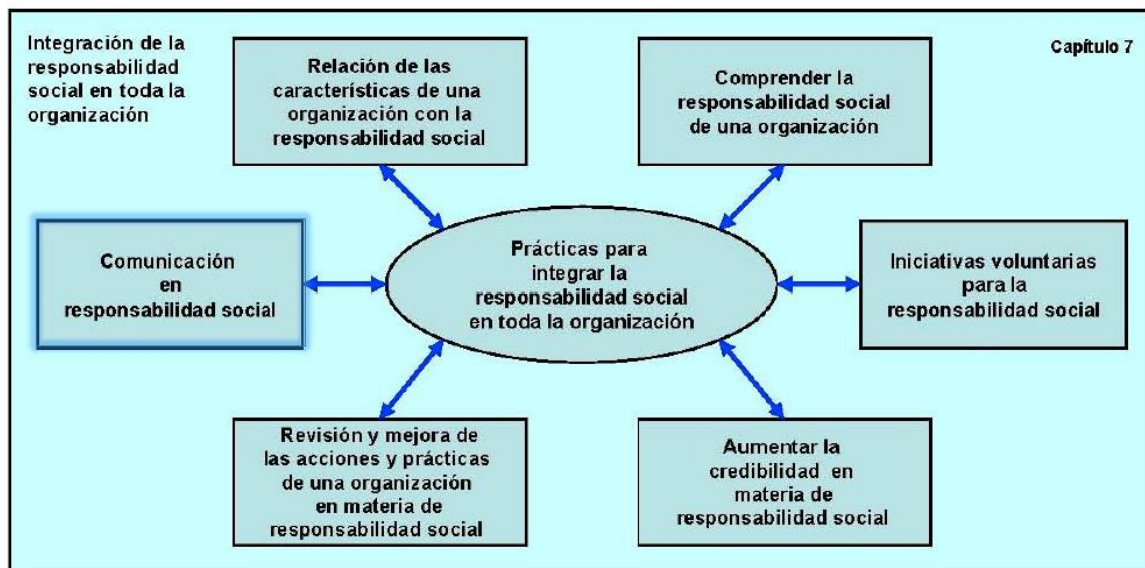 Integración de la
responsabilidad
social en toda la
organización
Capítulo 7
Relación de las
características de una
organización con la
responsabilidad social
Comprender la
responsabilidad social
de una organización
Comunicación
en
responsabilidad social
Prácticas para
integrar la
responsabilidad social
en toda la organización
Iniciativas voluntarias
para la
responsabilidad social
Revisión y mejora de
las acciones y prácticas
de una organización
en materia de
responsabilidad social
Aumentar la
credibilidad en
materia de
responsabilidad social